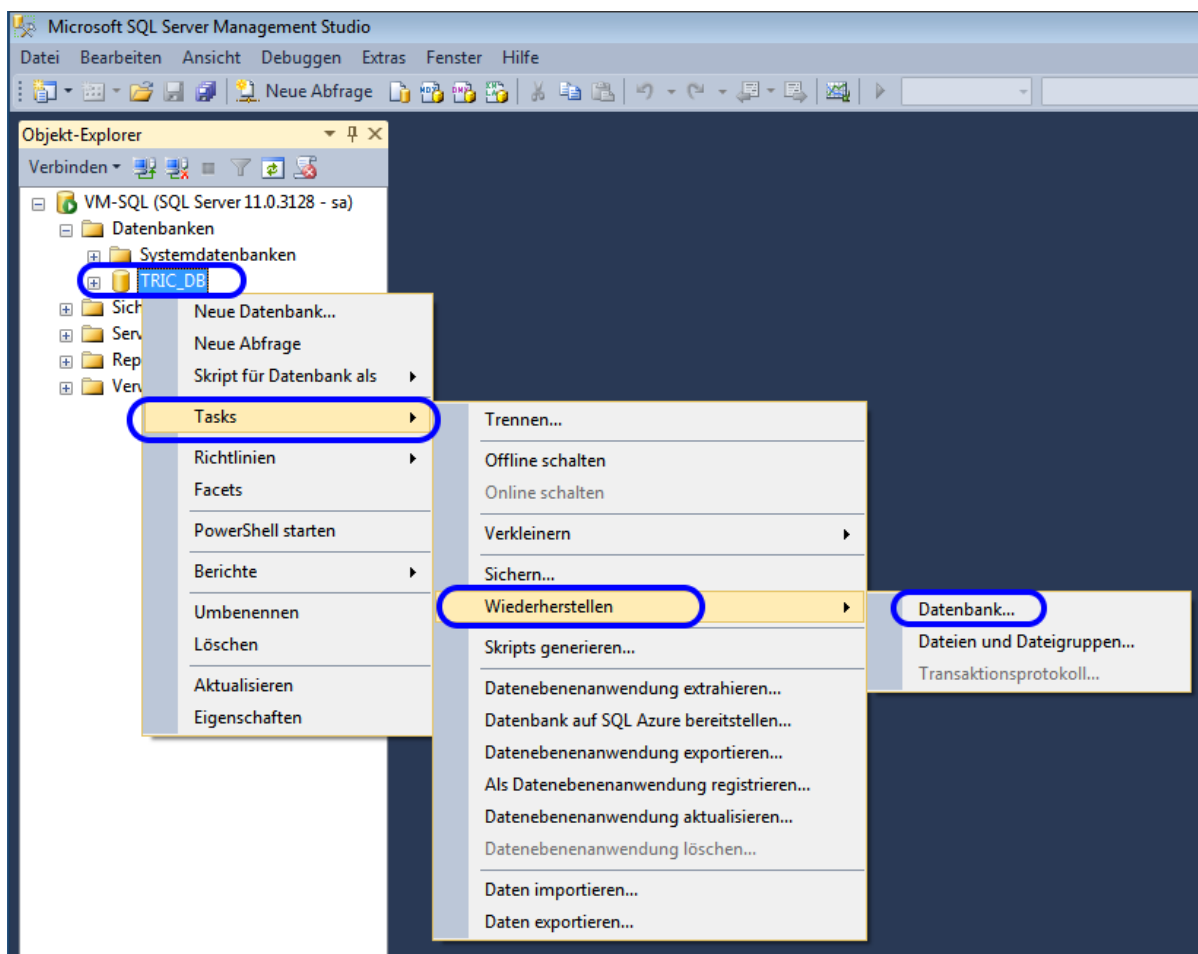 Microsoft SQL Server Management Studio
Datei Bearbeiten Ansicht Debuggen Extras Fenster Hilfe
Neue Abfrage
Objekt-Explorer
Verbinden
VM-SQL (SQL Server 11.0.3128 - sa)
Datenbanken
Systemdatenbanken
TRIC_DB
Sich
Serv
Rep
Verw
Neue Datenbank...
Neue Abfrage
Skript für Datenbank als
Tasks
Richtlinien
Facets
PowerShell starten
Berichte
Umbenennen
Löschen
Aktualisieren
Eigenschaften
Trennen...
Offline schalten
Online schalten
Verkleinern
Sichern...
Wiederherstellen
Skripts generieren...
Datenebenenanwendung extrahieren...
Datenbank auf SQL Azure bereitstellen...
Datenebenenanwendung exportieren...
Als Datenebenenanwendung registrieren...
Datenebenenanwendung aktualisieren...
Datenebenenanwendung löschen...
Daten importieren...
Daten exportieren...
Datenbank...
Dateien und Dateigruppen...
Transaktionsprotokoll...